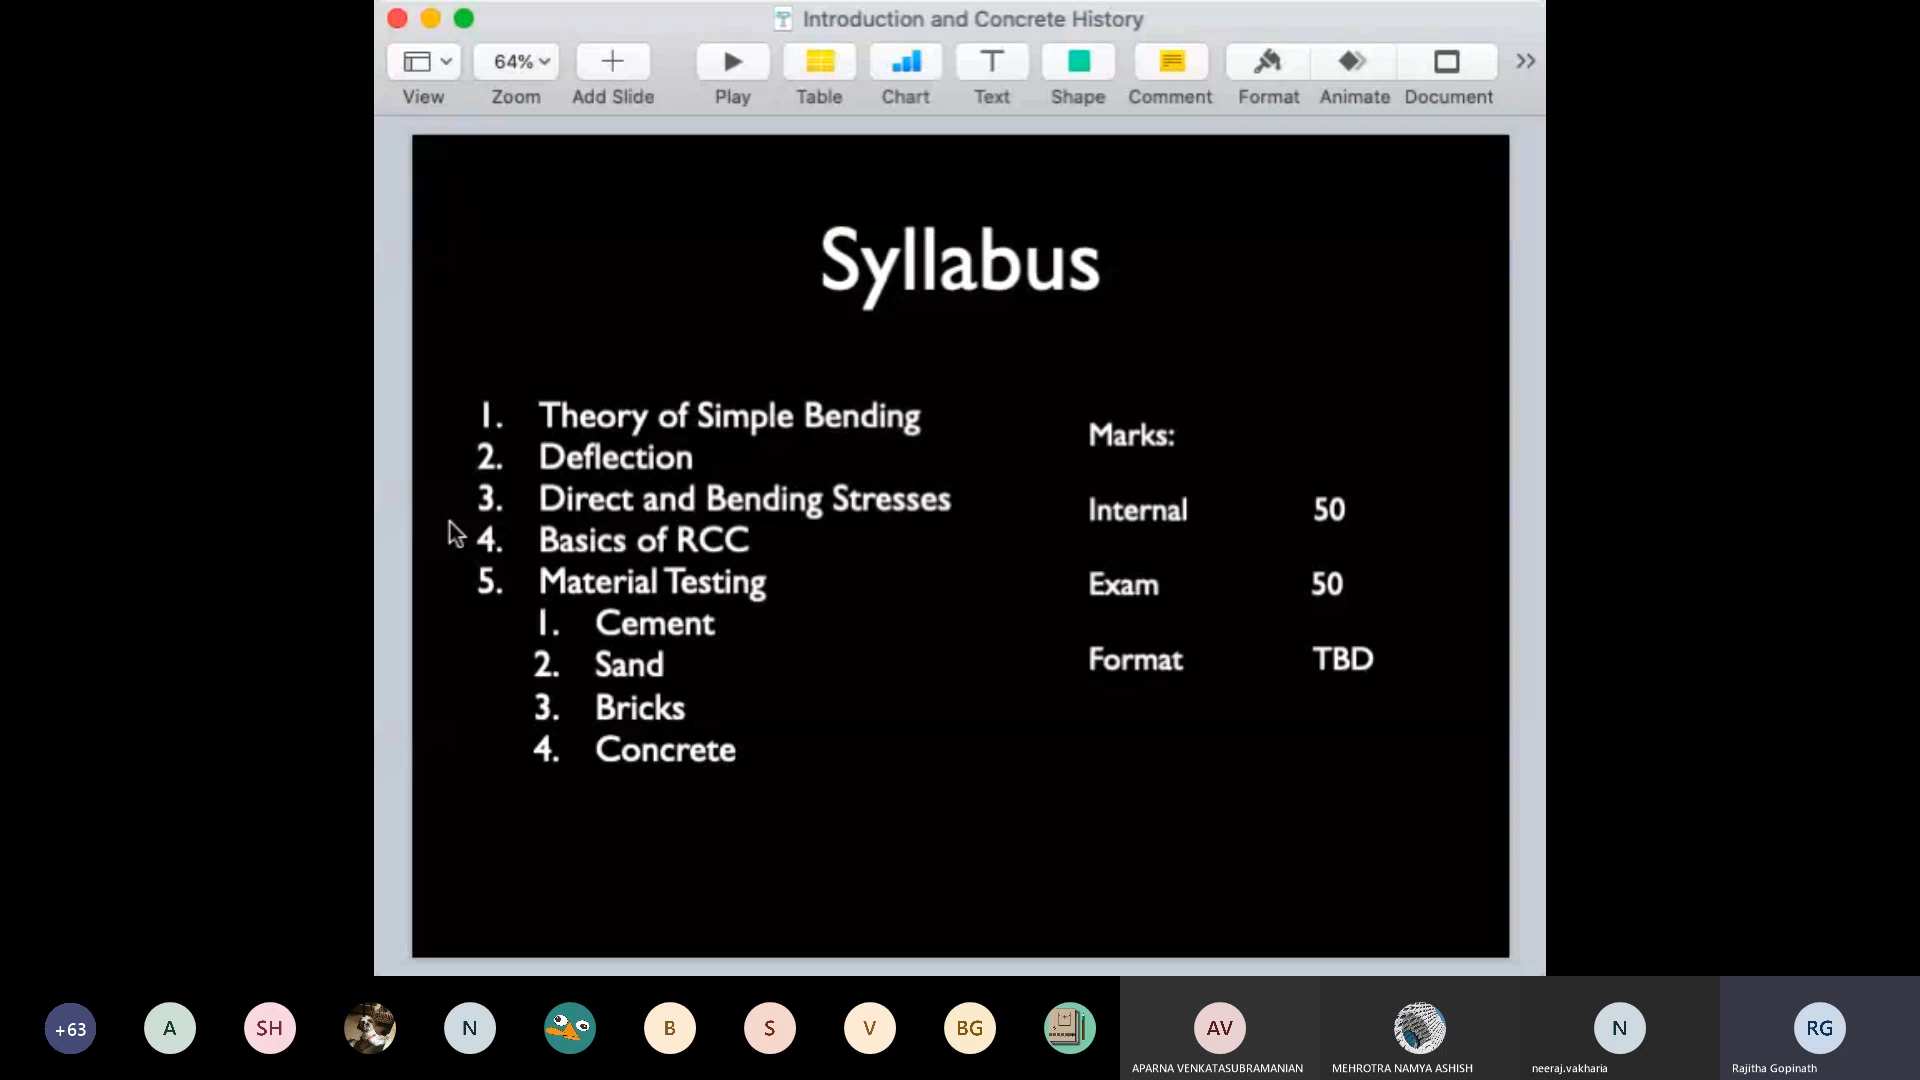 Introduction and Concrete History
64%
View Zoom Add Slide Play Table Chart Text Shape Comment Format Animate Document
Syllabus
1. Theory of Simple Bending
2. Deflection
3. Direct and Bending Stresses
4. Basics of RCC
5. Material Testing
1. Cement
2. Sand
3. Bricks
4. Concrete
Marks:
Internal 50
Exam 50
Format TBD
+63 A SH N B S V BG AV N RG
APARNA VENKATASUBRAMANIAN MEHROTRA NAMYA ASHISH neeraj.vakharia Rajitha Gopinath